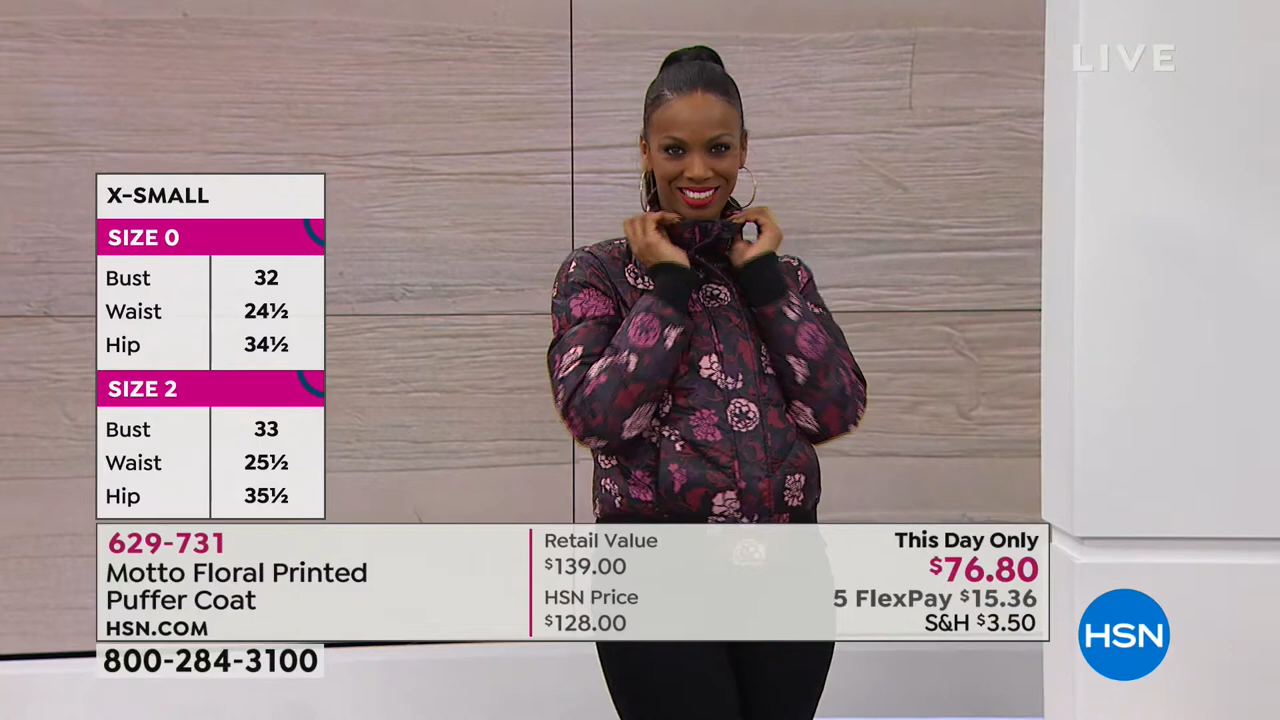 LIVE
X-SMALL
SIZE 0
Bust 32
Waist 24½
Hip 34½
SIZE 2
Bust 33
Waist 25½
Hip 35½
629-731
Motto Floral Printed
Puffer Coat
HSN.COM
Retail Value
$139.00
HSN Price
$128.00
This Day Only
$76.80
5 FlexPay $15.36
S&H $3.50
800-284-3100
HSN